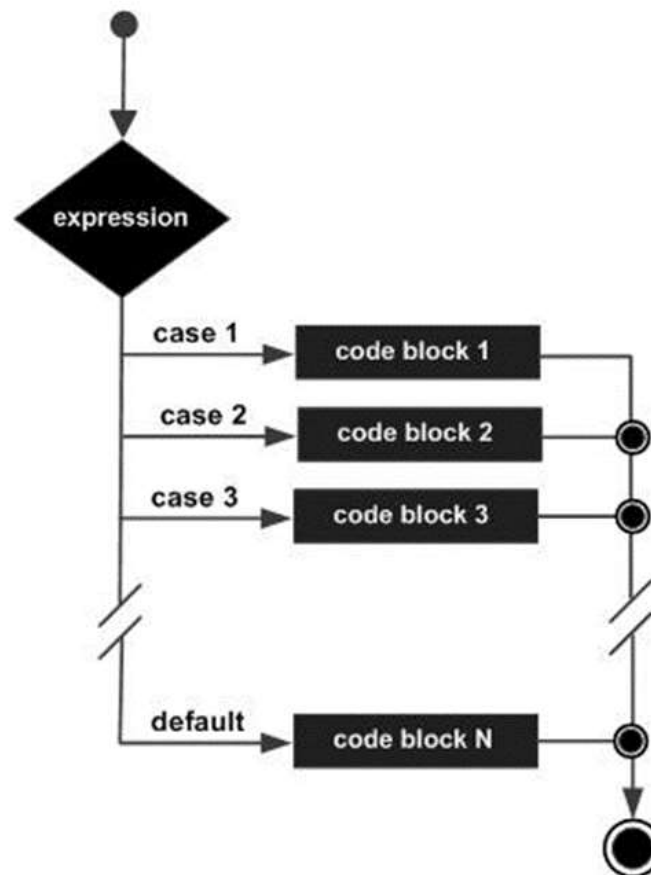 expression
case 1
code block 1
case 2
code block 2
case 3
code block 3
default
code block N